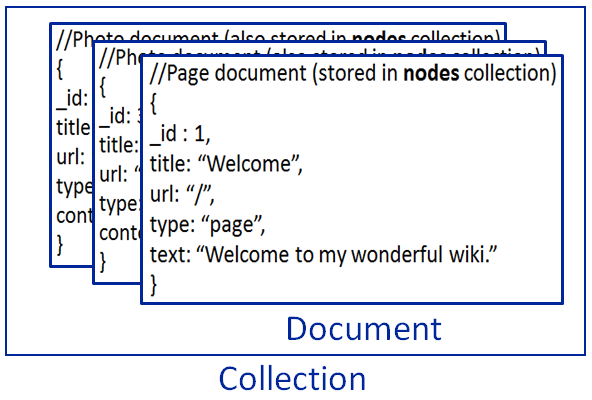 //Photo document (also stored in nodes collection)
{
_id:
title
url:
type
cont
}
//Photo document (also stored in nodes collection)
{
_id:
title:
url: “
type:
conte
}
//Page document (stored in nodes collection)
{
_id : 1,
title: “Welcome”,
url: “/”,
type: “page”,
text: “Welcome to my wonderful wiki.”
}
Document
Collection